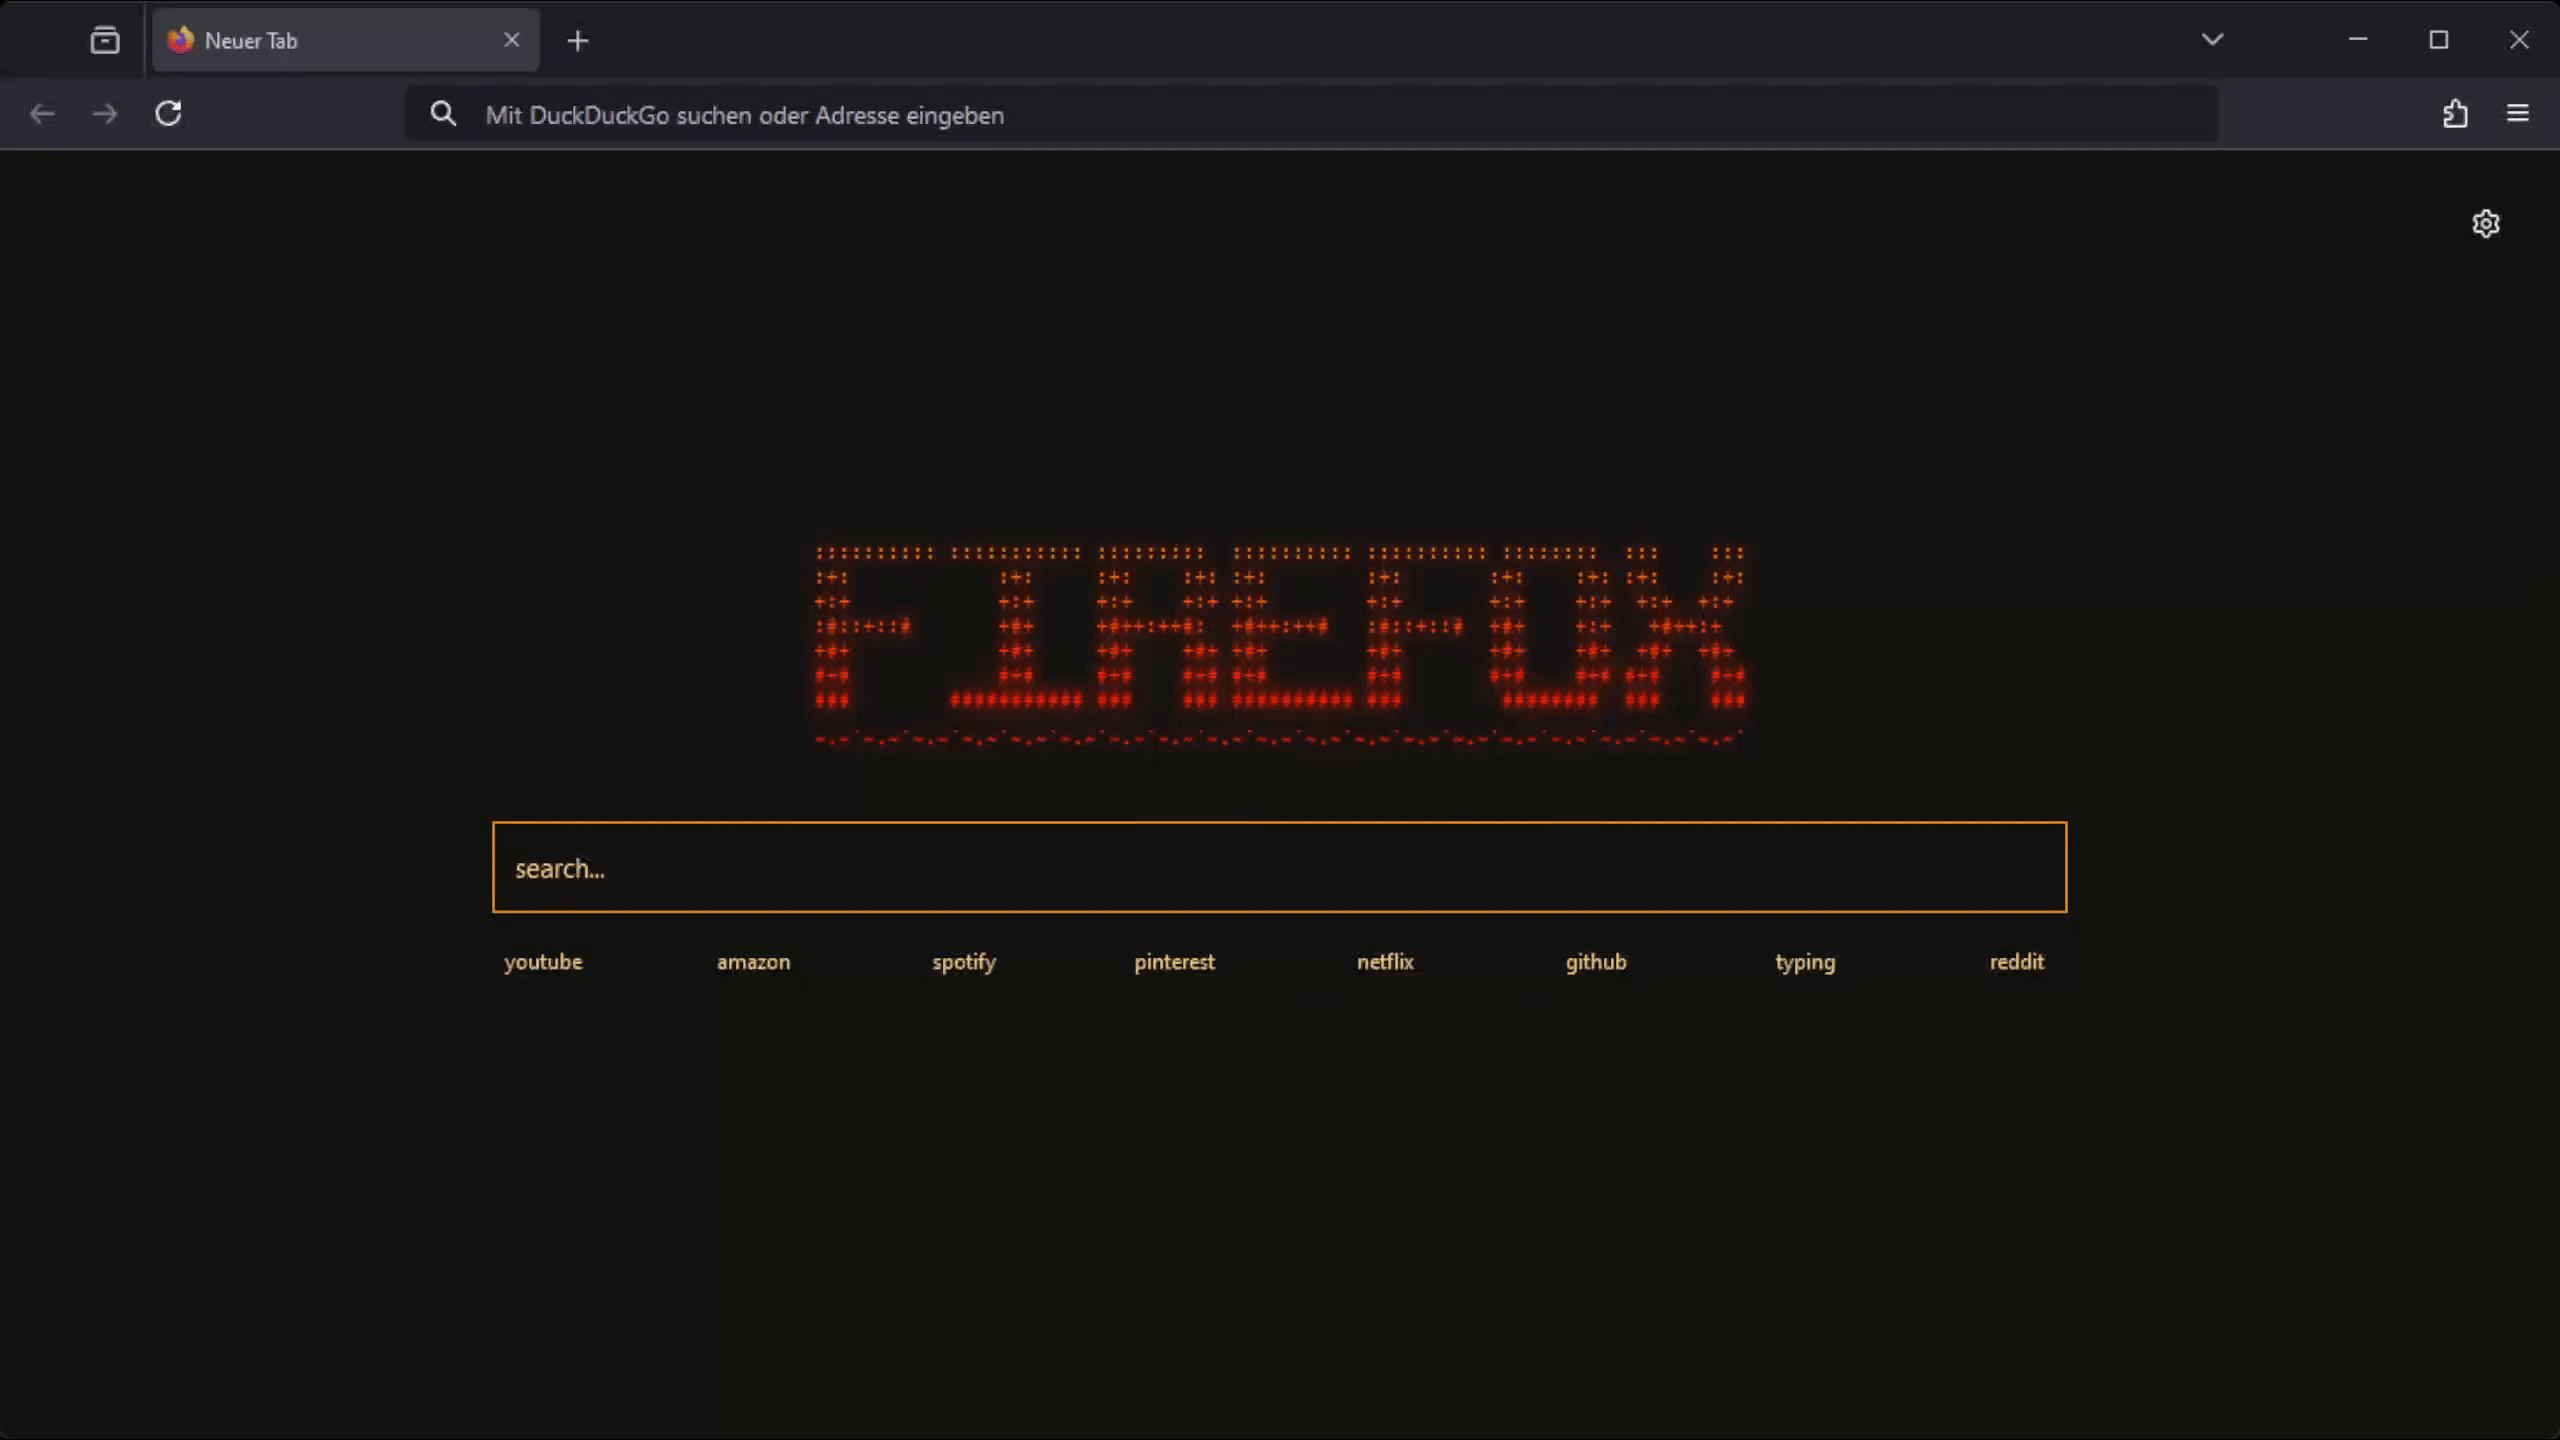 Neuer Tab
Mit DuckDuckGo suchen oder Adresse eingeben
FIREFOX
search...
youtube amazon spotify pinterest netflix github typing reddit